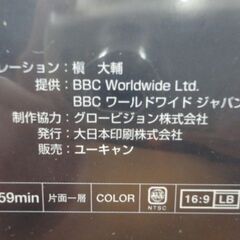 レーション：槇　大輔
提供：BBC Worldwide Ltd.
BBC ワールドワイド ジャパン
制作協力：グロービジョン株式会社
発行：大日本印刷株式会社
販売：ユーキャン
59min 片面一層 COLOR NTSC 16:9 LB